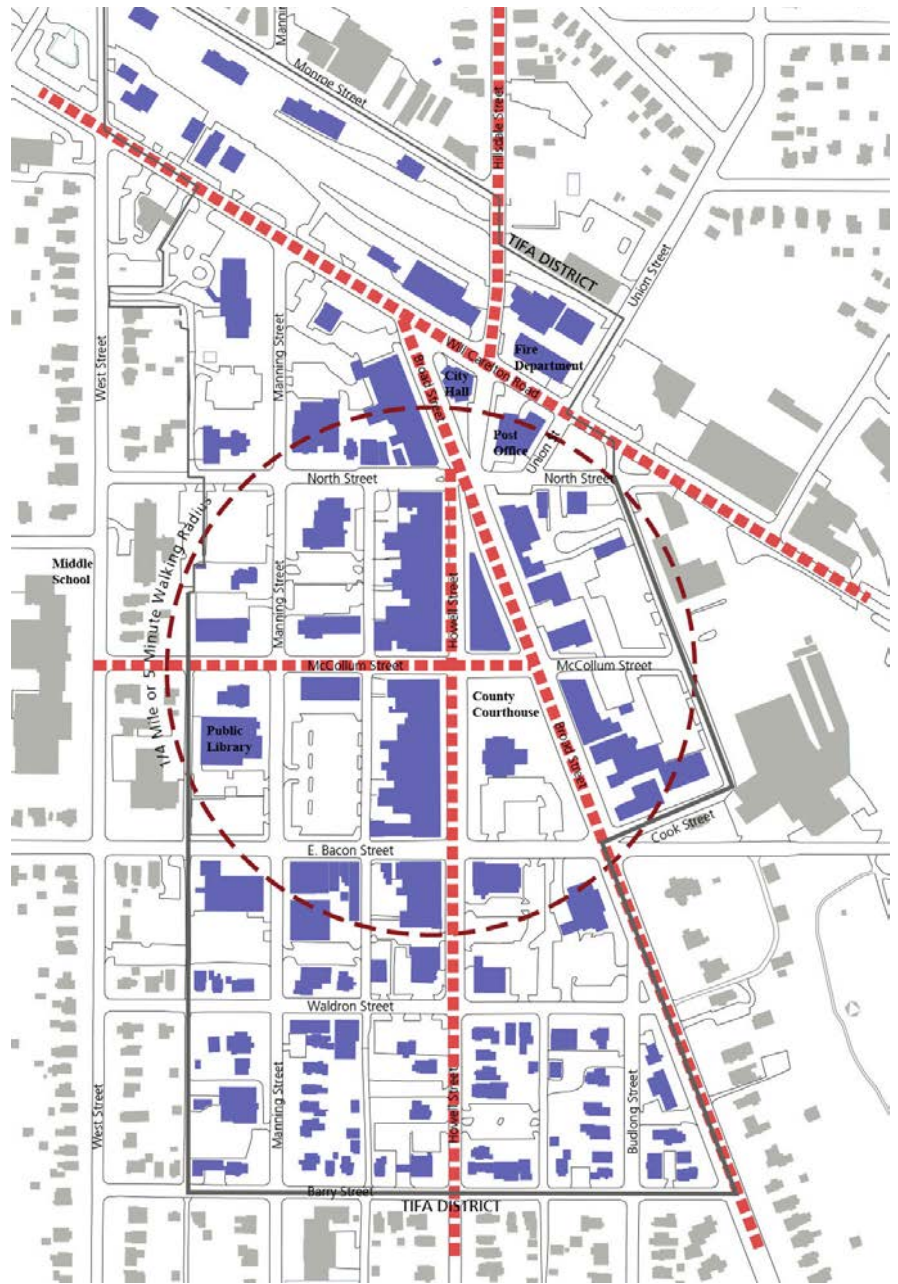 Manning
Monroe Street
Hillsdale Street
TIFA DISTRICT
Union Street
West Street
Manning Street
Broad Street
Will Carelton Road
City
Hall
Fire
Department
Post
Office
Union St
North Street
North Street
1/4 Mile or 5 Minute Walking Radius
Middle
School
Manning Street
Howell Street
McCollum Street
McCollum Street
County
Courthouse
Public
Library
Broad Street
Cook Street
E. Bacon Street
Waldron Street
West Street
Manning Street
Howell Street
Budlong Street
Barry Street
TIFA DISTRICT